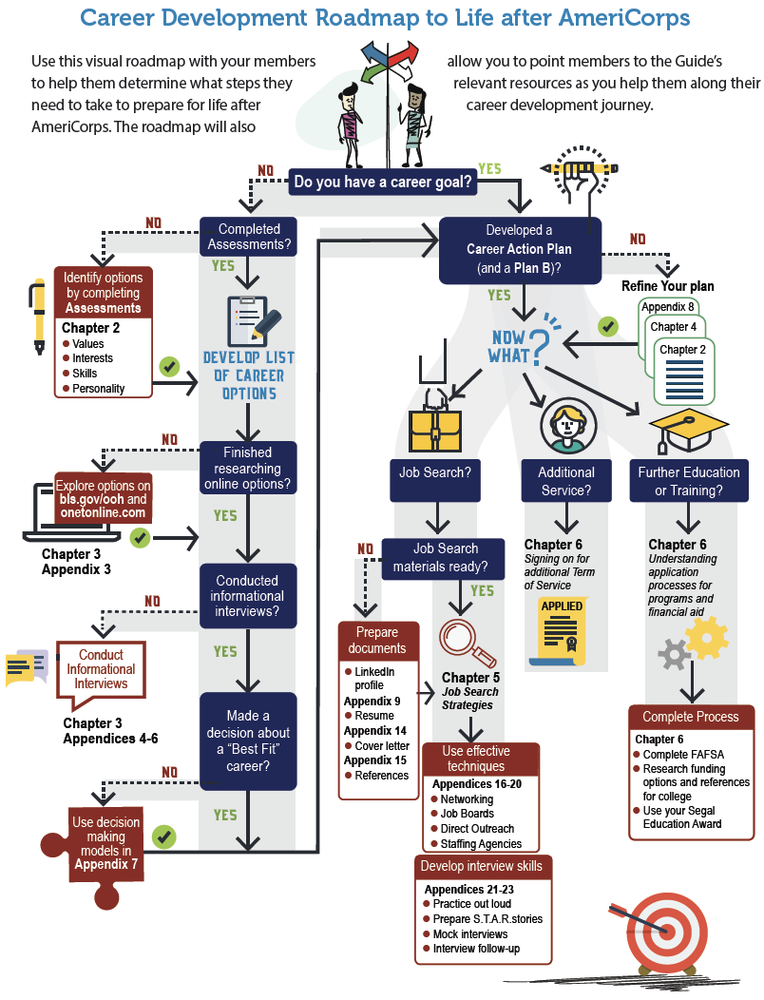 Career Development Roadmap to Life after AmeriCorps
Use this visual roadmap with your members
to help them determine what steps they
need to take to prepare for life after
AmeriCorps. The roadmap will also
allow you to point members to the Guide's
relevant resources as you help them along their
career development journey.
NO
Do you have a career goal?
YES
NO
Completed
Assessments?
YES
Identify options
by completing
Assessments
Chapter 2
Values
Interests
Skills
Personality
DEVELOP LIST
OF CAREER
OPTIONS
NO
Finished
researching
online options?
YES
Explore options on
bls.gov/ooh and
onetonline.com
Chapter 3
Appendix 3
Conducted
informational
interviews?
NO
YES
Conduct
Informational
Interviews
Chapter 3
Appendices 4-6
Made a
decision about
a “Best Fit”
career?
NO
YES
Use decision
making
models in
Appendix 7
Developed a
Career Action Plan
(and a Plan B)?
NO
YES
Refine Your plan
Appendix 8
Chapter 4
Chapter 2
NOW
WHAT?
Job Search?
Additional
Service?
Further Education
or Training?
NO
Job Search
materials ready?
YES
Prepare
documents
LinkedIn
profile
Appendix 9
Resume
Appendix 14
Cover letter
Appendix 15
References
Chapter 5
Job Search
Strategies
Use effective
techniques
Appendices 16-20
Networking
Job Boards
Direct Outreach
Staffing Agencies
Develop interview skills
Appendices 21-23
Practice out loud
Prepare S.T.A.R.stories
Mock interviews
Interview follow-up
Chapter 6
Signing on for
additional Term
of Service
APPLIED
Chapter 6
Understanding
application
processes for
programs and
financial aid
Complete Process
Chapter 6
Complete FAFSA
Research funding
options and references
for college
Use your Segal
Education Award